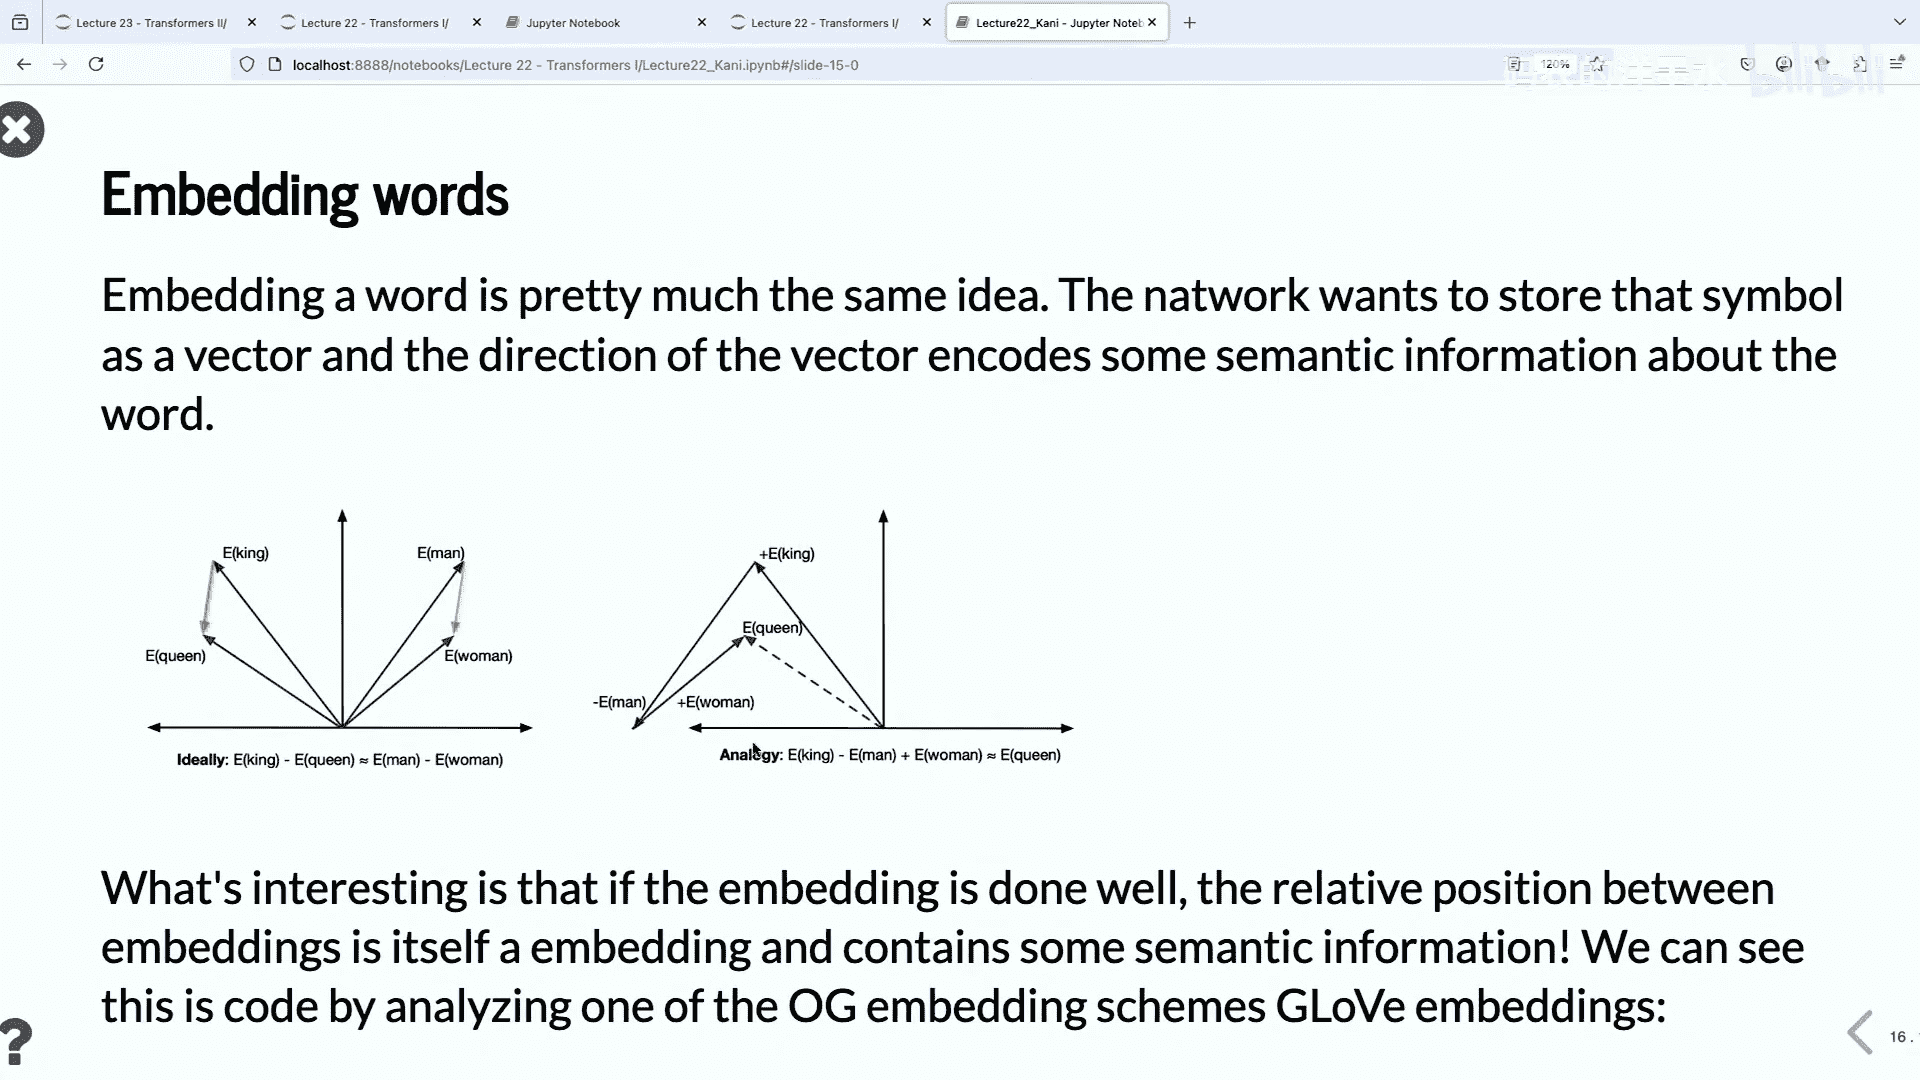 Lecture 23 - Transformers II/
Lecture 22 - Transformers I/
Jupyter Notebook
Lecture 22 - Transformers I/
Lecture22_Kani - Jupyter Noteb
localhost:8888/notebooks/Lecture 22 - Transformers I/Lecture22_Kani.ipynb#/slide-15-0
120%
Embedding words
Embedding a word is pretty much the same idea. The natwork wants to store that symbol
as a vector and the direction of the vector encodes some semantic information about the
word.
E(king)
E(man)
E(queen)
E(woman)
Ideally: E(king) - E(queen) ≈ E(man) - E(woman)
+E(king)
E(queen)
-E(man)
+E(woman)
Analogy: E(king) - E(man) + E(woman) ≈ E(queen)
What's interesting is that if the embedding is done well, the relative position between
embeddings is itself a embedding and contains some semantic information! We can see
this is code by analyzing one of the OG embedding schemes GLoVe embeddings:
?
16 .